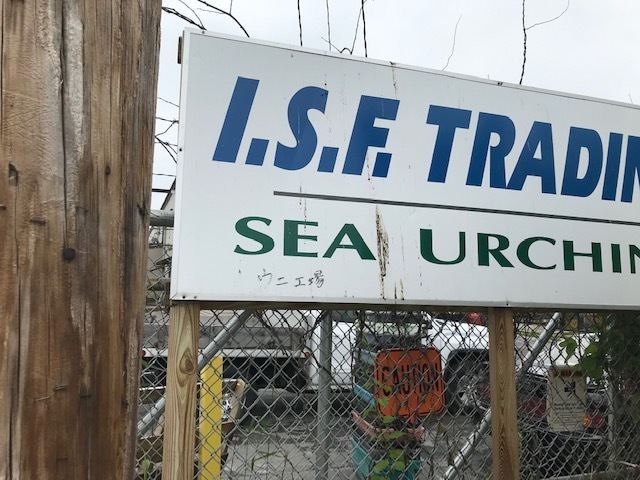 I.S.F. TRADIN
SEA URCHIN
ウニ工場
CAUTION